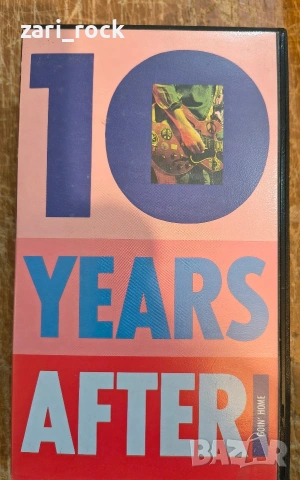 zari_rock
10
YEARS
AFTER!
GOIN' HOME
BAZAR